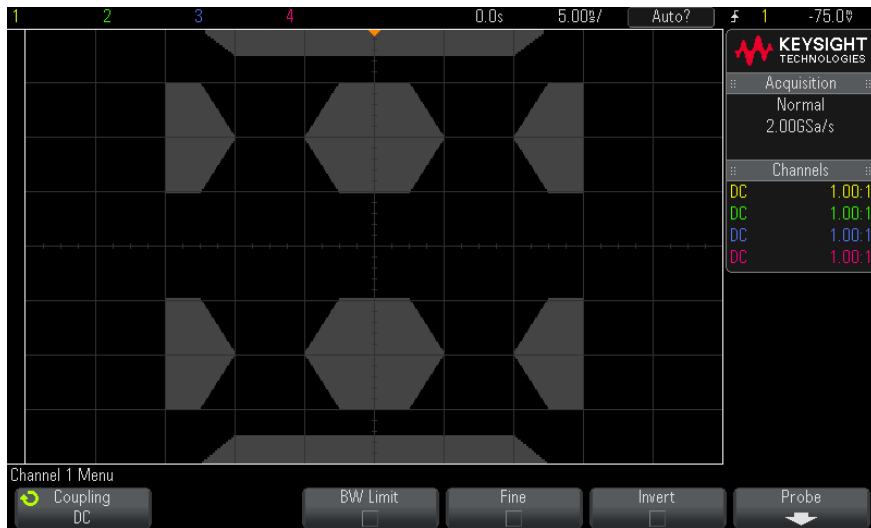 1 2 3 4 0.0s 5.00s/ Auto? 1 -75.0V
KEYSIGHT
TECHNOLOGIES
Acquisition
Normal
2.00GSa/s
Channels
DC 1.00:1
DC 1.00:1
DC 1.00:1
DC 1.00:1
Channel 1 Menu
Coupling BW Limit Fine Invert Probe
DC